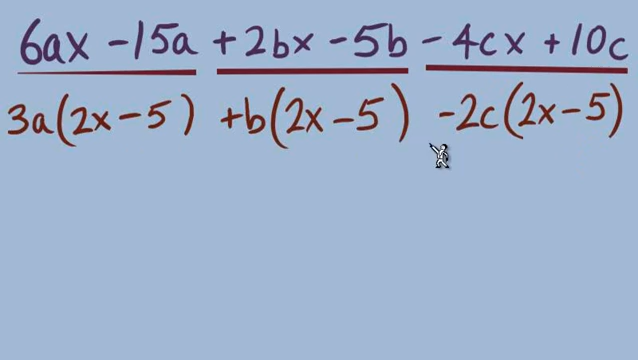 6ax -15a +2bx -5b -4cx +10c
3a(2x-5) +b(2x-5) -2c(2x-5)